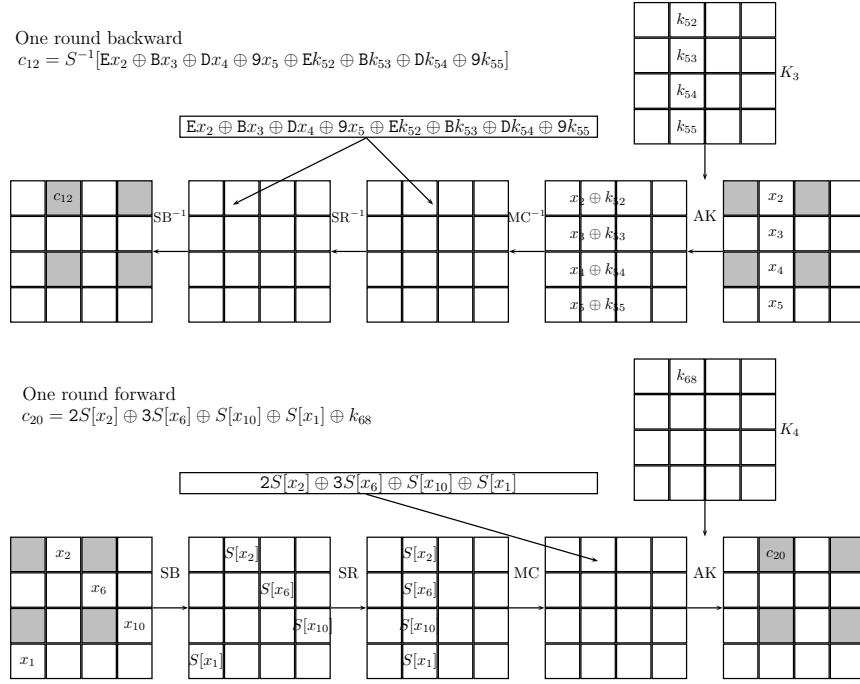 k₅₂
One round backward
c₁₂ = S⁻¹[Ex₂ ⊕ Bx₃ ⊕ Dx₄ ⊕ 9x₅ ⊕ Ek₅₂ ⊕ Bk₅₃ ⊕ Dk₅₄ ⊕ 9k₅₅]
k₅₃
K₃
k₅₄
Ex₂ ⊕ Bx₃ ⊕ Dx₄ ⊕ 9x₅ ⊕ Ek₅₂ ⊕ Bk₅₃ ⊕ Dk₅₄ ⊕ 9k₅₅
k₅₅
c₁₂
x₂ ⊕ k₅₂
x₂
SB⁻¹
SR⁻¹
MC⁻¹
AK
x₃ ⊕ k₅₃
x₃
x₄ ⊕ k₅₄
x₄
x₅ ⊕ k₅₅
x₅
k₆₈
One round forward
c₂₀ = 2S[x₂] ⊕ 3S[x₆] ⊕ S[x₁₀] ⊕ S[x₁] ⊕ k₆₈
K₄
2S[x₂] ⊕ 3S[x₆] ⊕ S[x₁₀] ⊕ S[x₁]
x₂
S[x₂]
S[x₂]
c₂₀
SB
SR
MC
AK
x₆
S[x₆]
S[x₆]
x₁₀
S[x₁₀]
S[x₁₀]
x₁
S[x₁]
S[x₁]